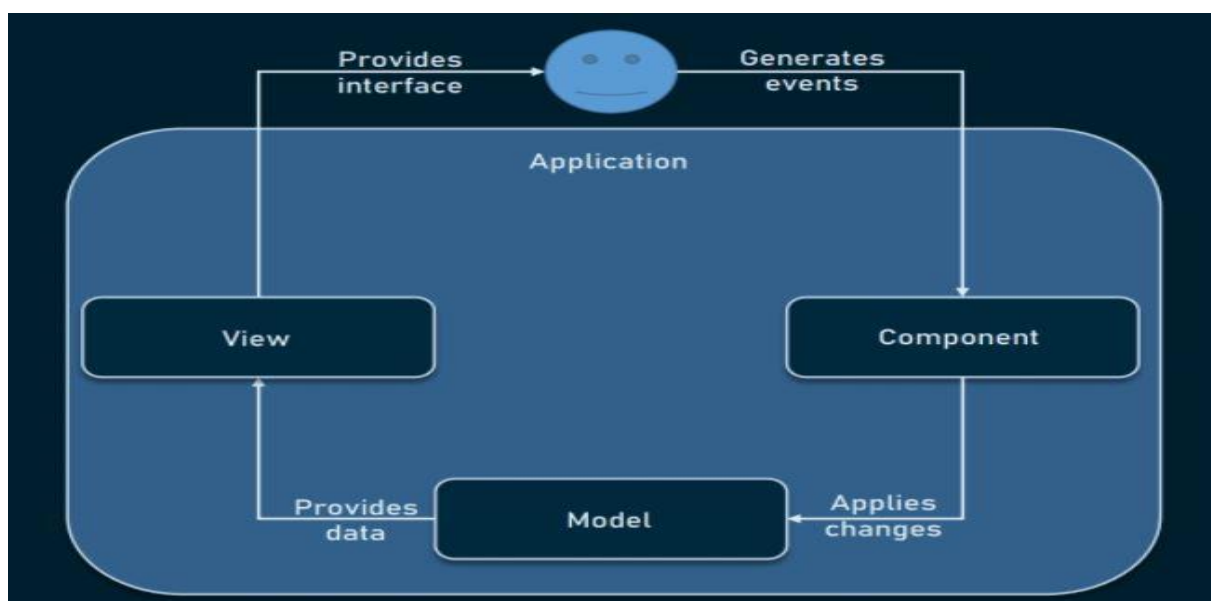 Provides
interface
Generates
events
Application
View
Component
Provides
data
Model
Applies
changes